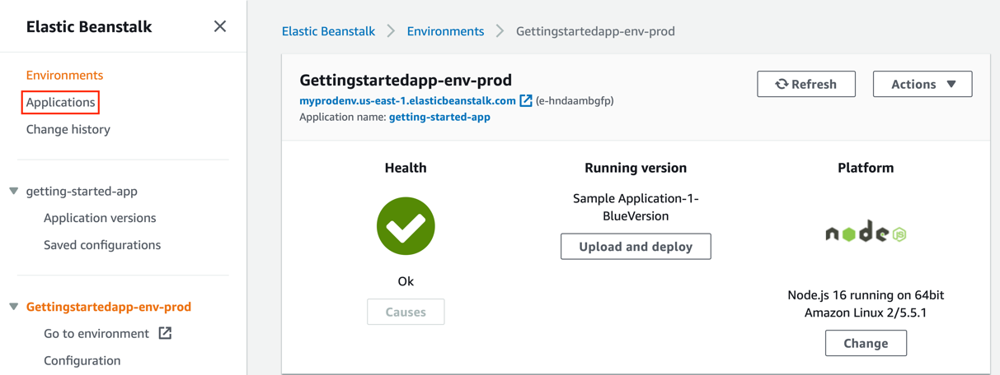 Elastic Beanstalk
Environments
Applications
Change history
getting-started-app
Application versions
Saved configurations
Gettingstartedapp-env-prod
Go to environment
Configuration
Elastic Beanstalk > Environments > Gettingstartedapp-env-prod
Gettingstartedapp-env-prod
myprodenv.us-east-1.elasticbeanstalk.com (e-hndaambgfp)
Application name: getting-started-app
Refresh
Actions
Health
Ok
Causes
Running version
Sample Application-1-
BlueVersion
Upload and deploy
Platform
node JS
Node.js 16 running on 64bit
Amazon Linux 2/5.5.1
Change